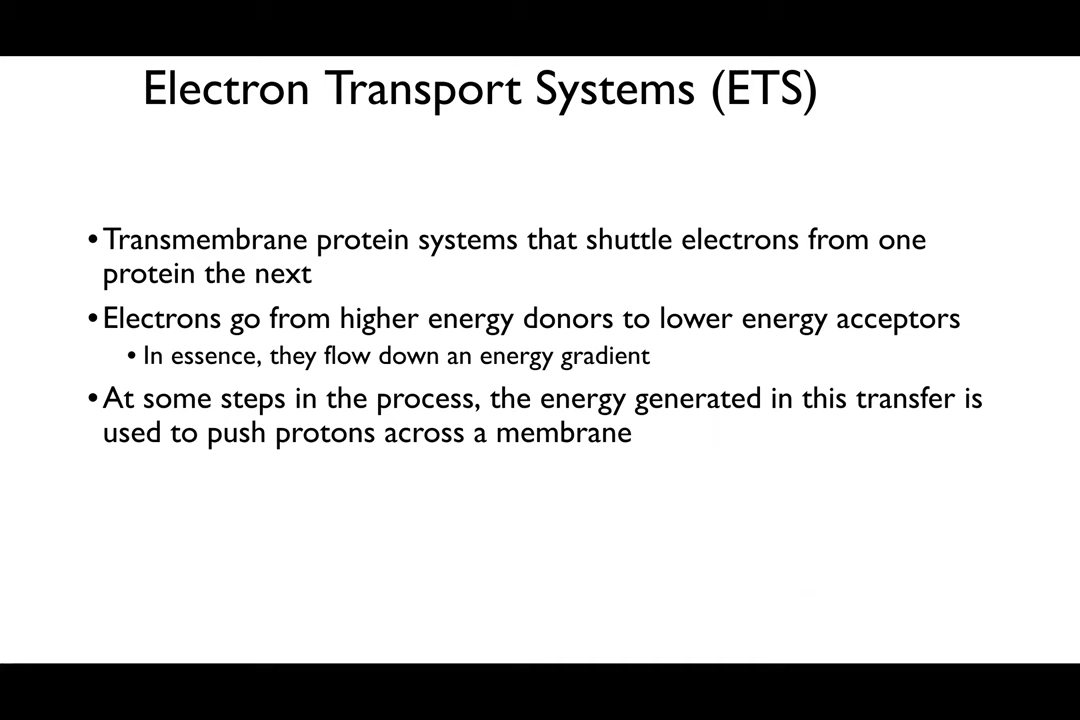 Electron Transport Systems (ETS)
•Transmembrane protein systems that shuttle electrons from one
protein the next
•Electrons go from higher energy donors to lower energy acceptors
• In essence, they flow down an energy gradient
•At some steps in the process, the energy generated in this transfer is
used to push protons across a membrane